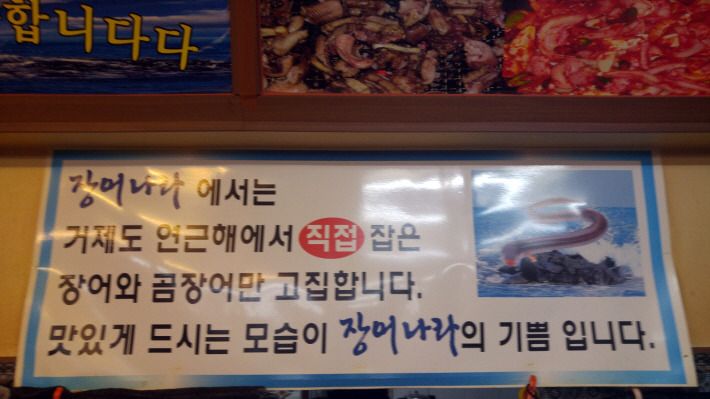 합니다다
장어나라 에서는
거제도 연근해에서 직접 잡은
장어와 곰장어만 고집합니다.
맛있게 드시는 모습이 장어나라의 기쁨 입니다.